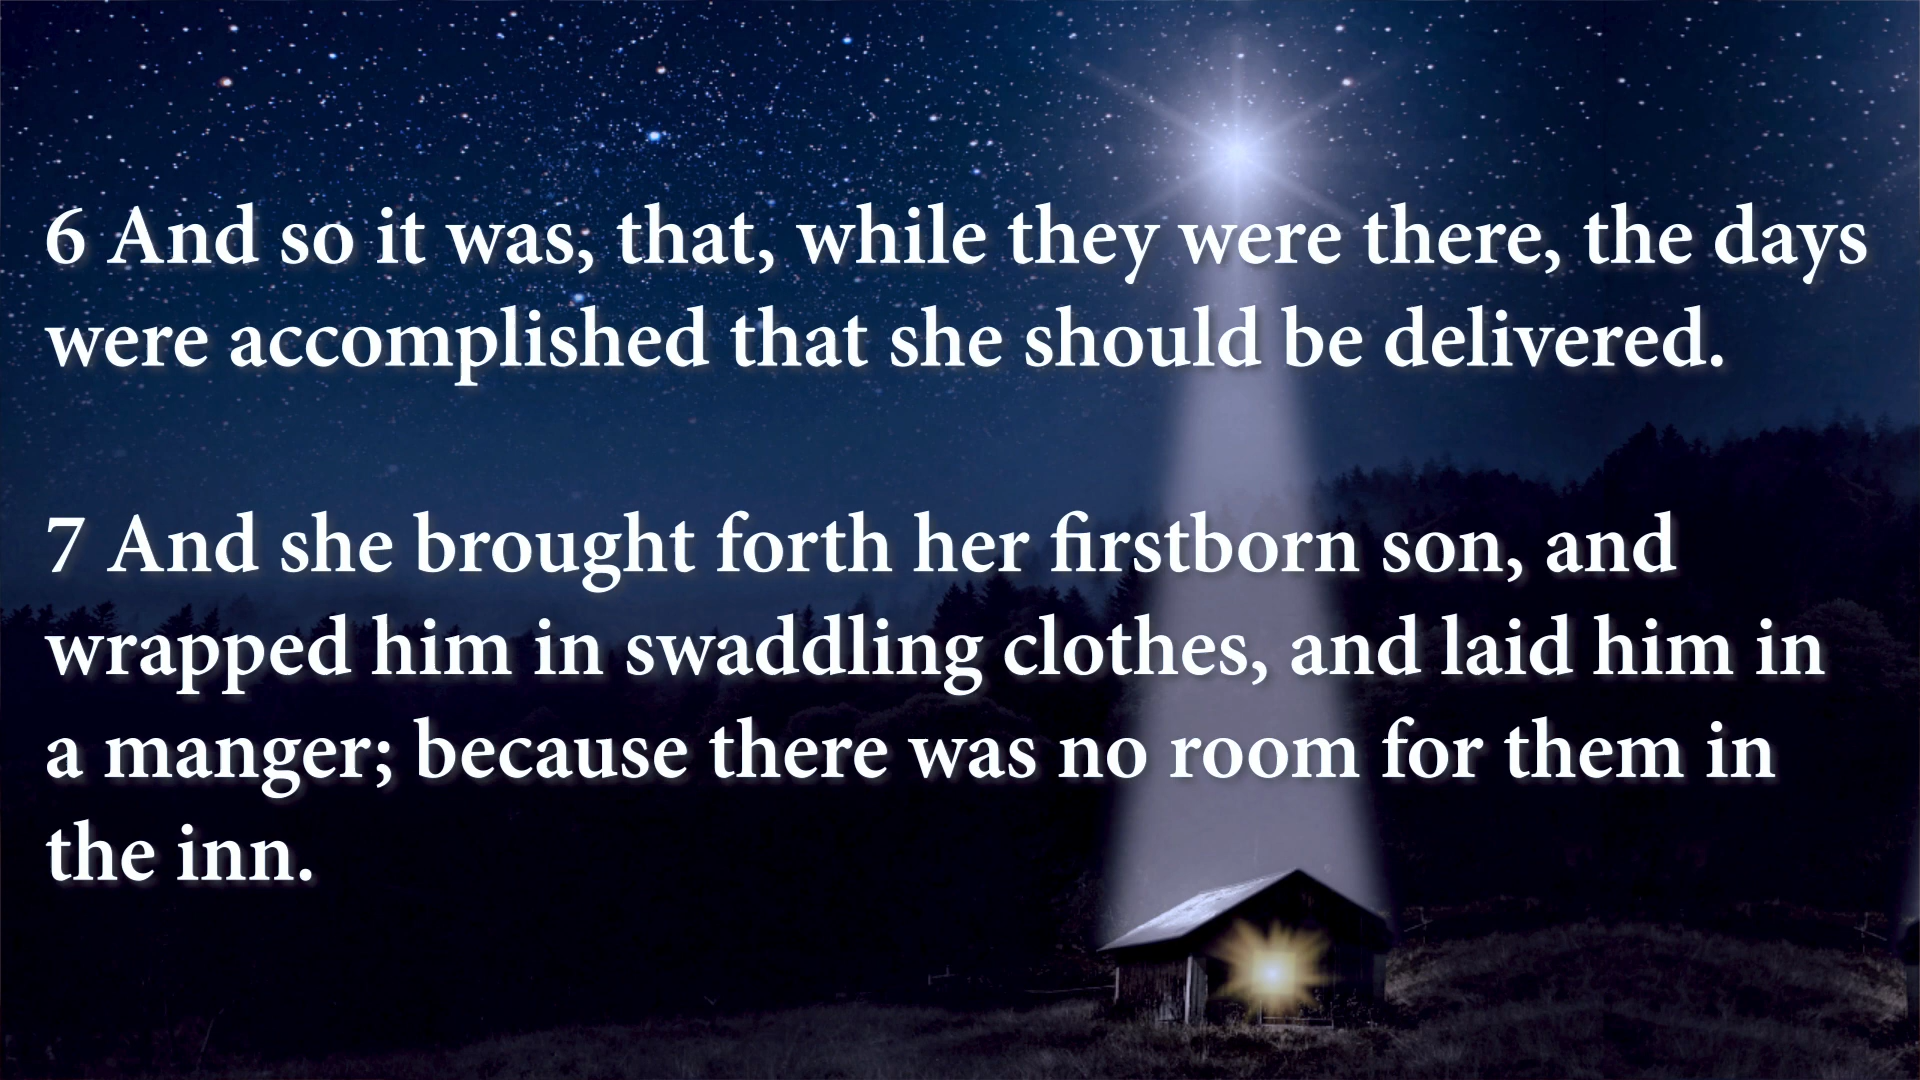 6 And so it was, that, while they were there, the days
were accomplished that she should be delivered.
7 And she brought forth her firstborn son, and
wrapped him in swaddling clothes, and laid him in
a manger; because there was no room for them in
the inn.